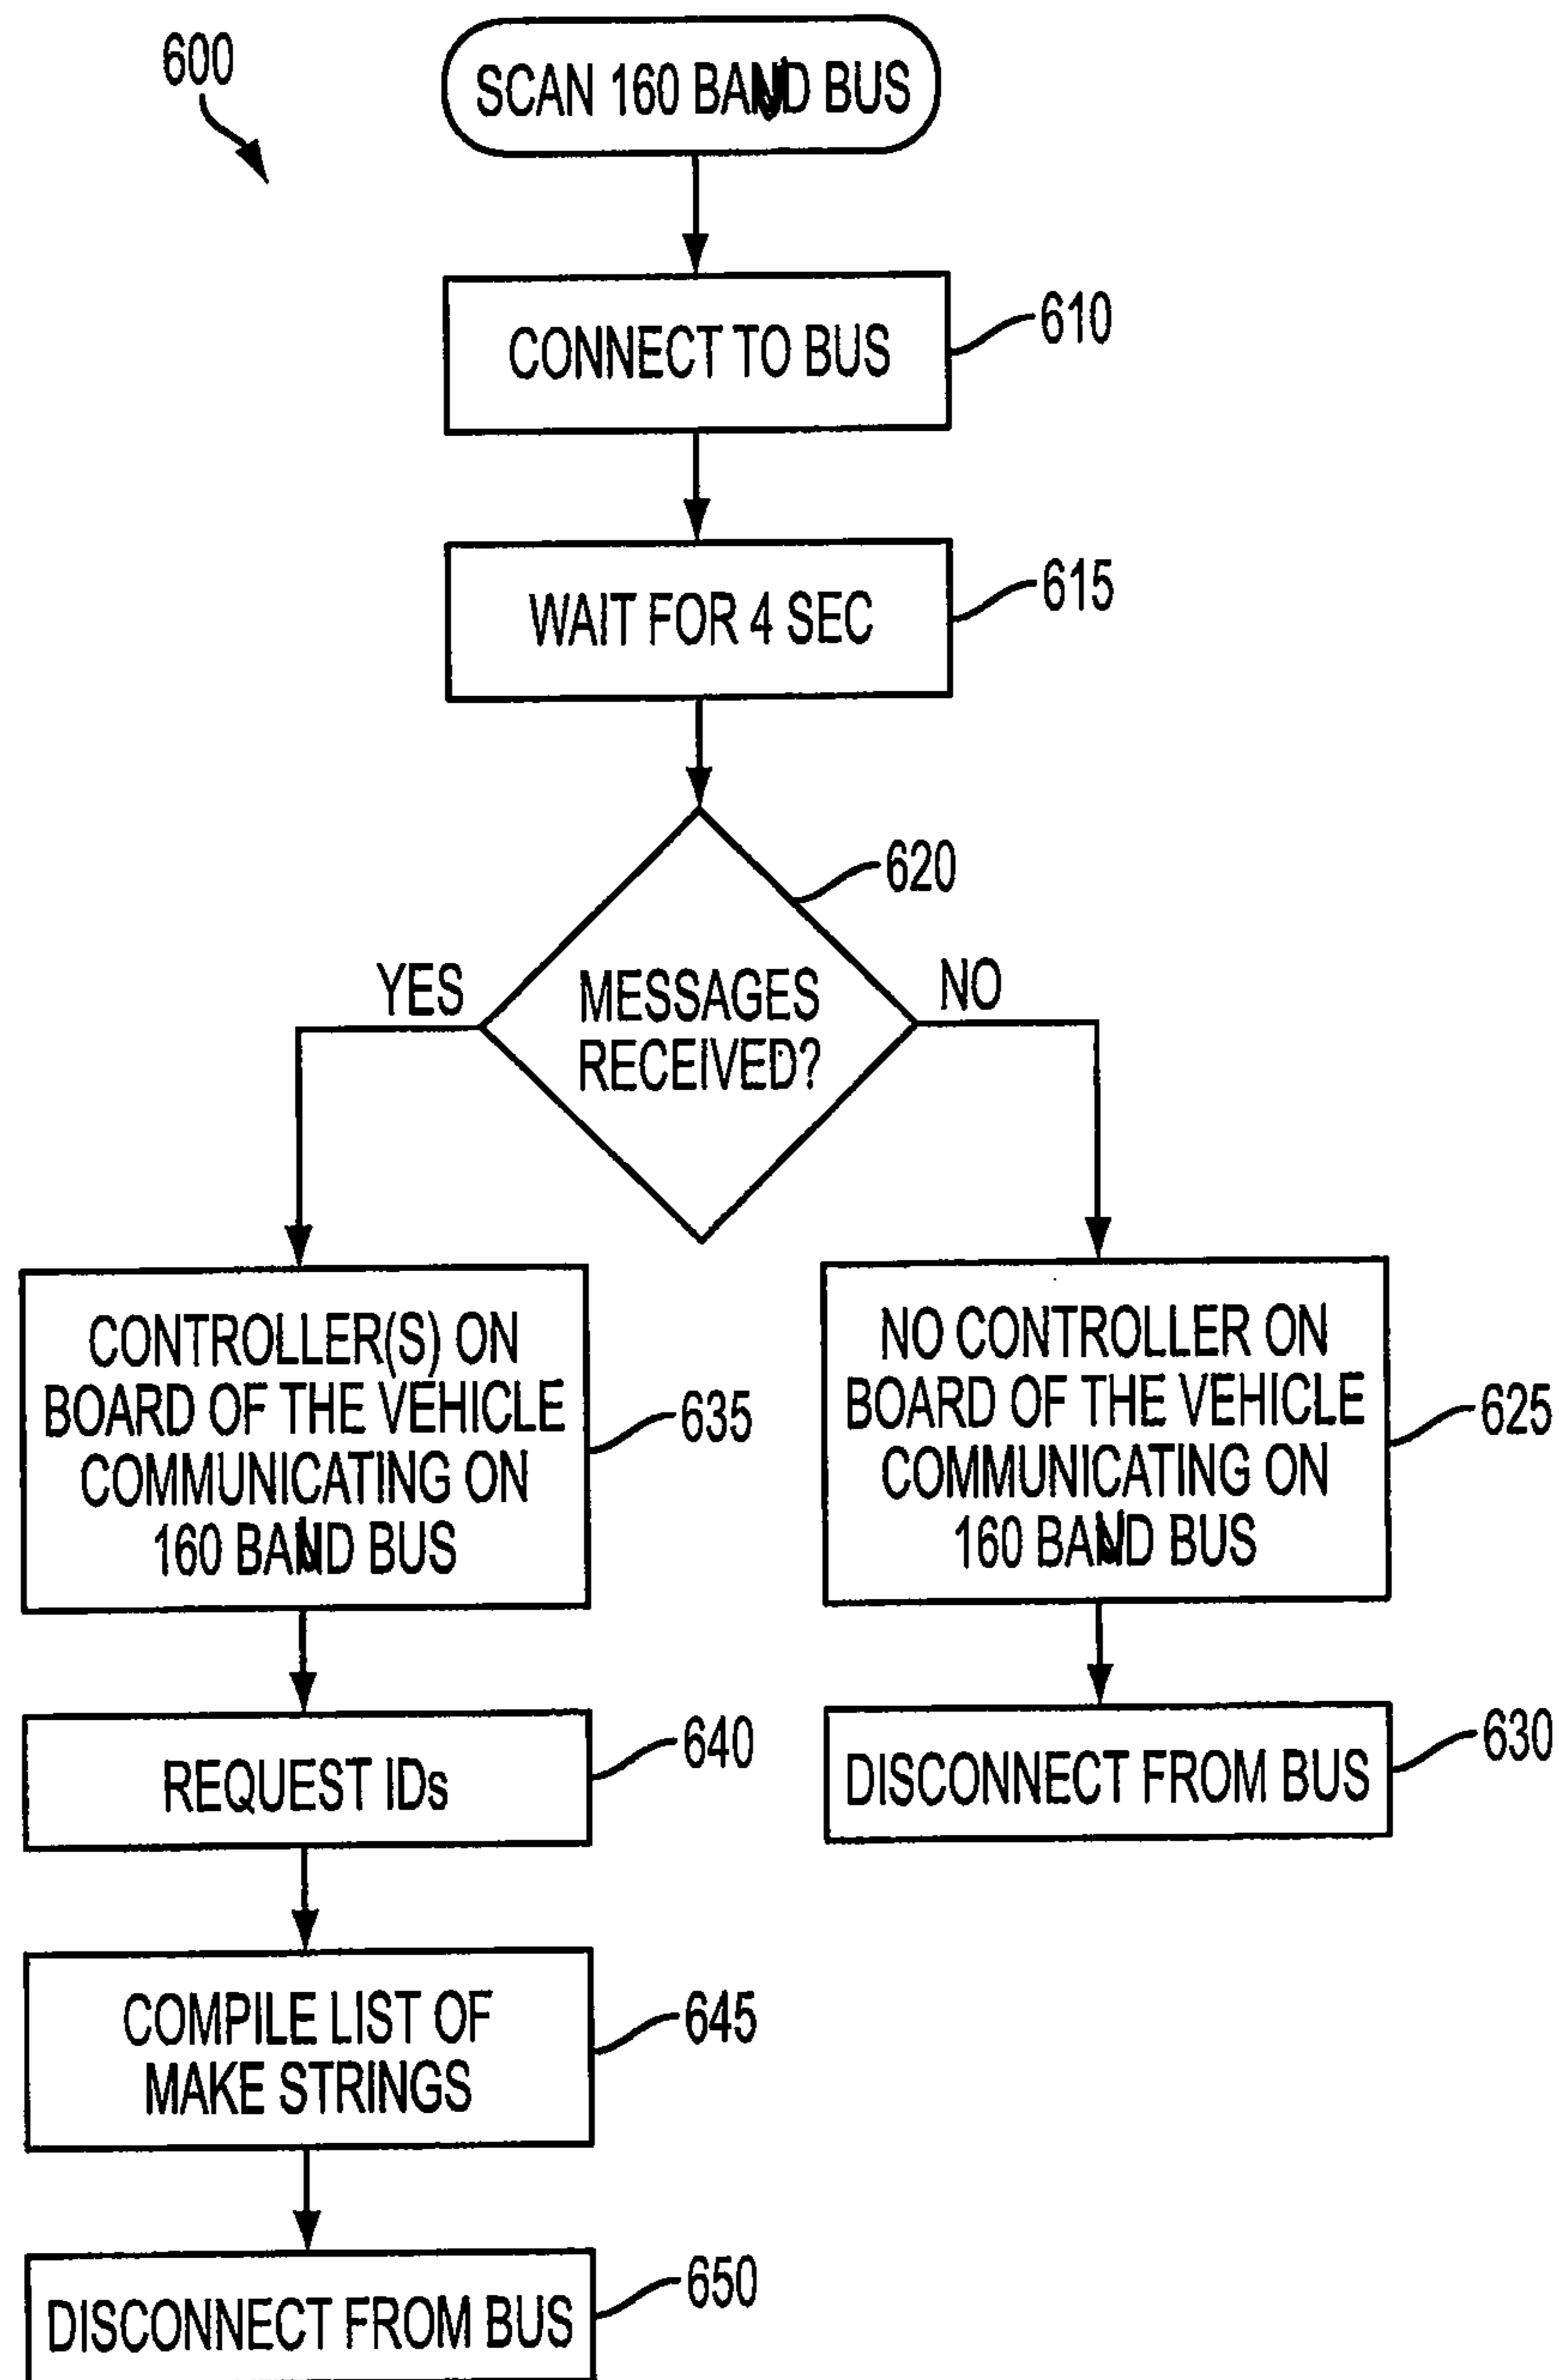 600
SCAN 160 BAND BUS
CONNECT TO BUS
610
WAIT FOR 4 SEC
615
620
MESSAGES
RECEIVED?
YES
NO
CONTROLLER(S) ON
BOARD OF THE VEHICLE
COMMUNICATING ON
160 BAND BUS
635
NO CONTROLLER ON
BOARD OF THE VEHICLE
COMMUNICATING ON
160 BAND BUS
625
REQUEST IDs
640
DISCONNECT FROM BUS
630
COMPILE LIST OF
MAKE STRINGS
645
DISCONNECT FROM BUS
650